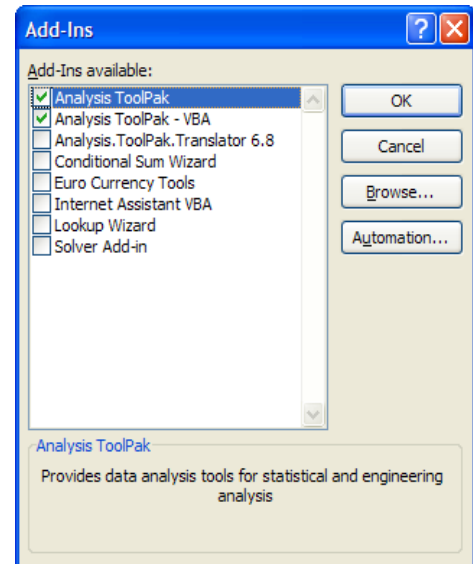 Add-Ins
Add-Ins available:
Analysis ToolPak
Analysis ToolPak - VBA
Analysis.ToolPak.Translator 6.8
Conditional Sum Wizard
Euro Currency Tools
Internet Assistant VBA
Lookup Wizard
Solver Add-in
OK
Cancel
Browse...
Automation...
Analysis ToolPak
Provides data analysis tools for statistical and engineering
analysis